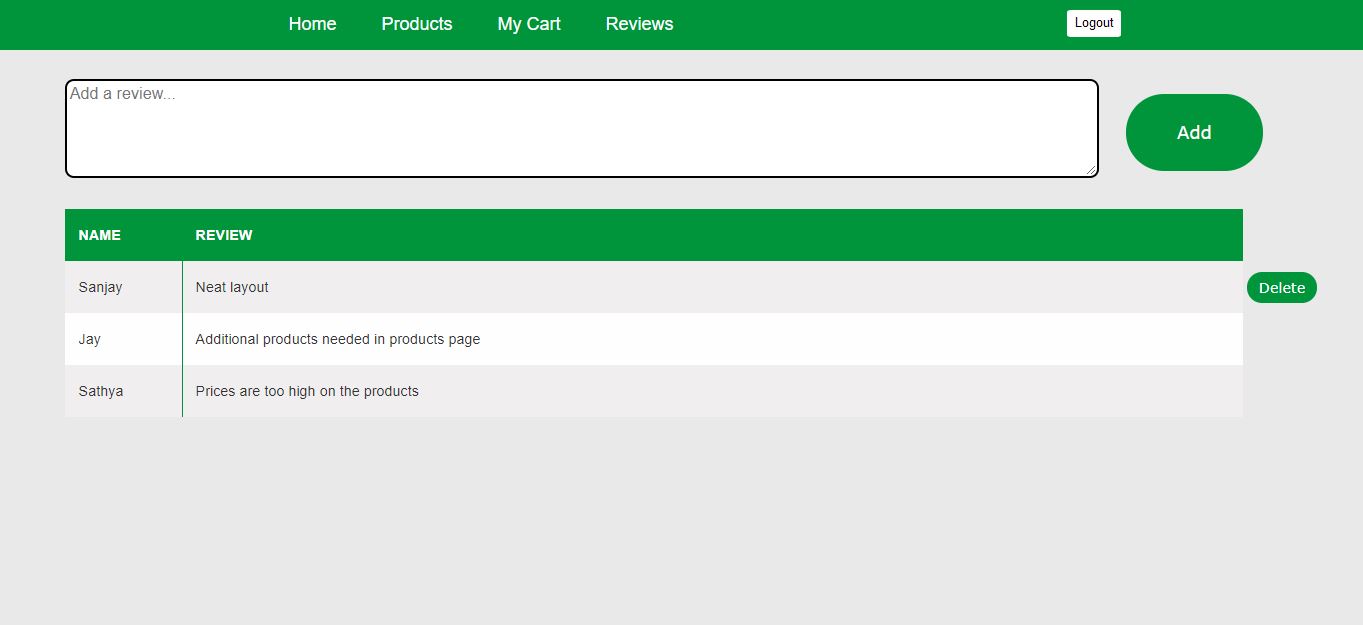 Home Products My Cart Reviews Logout
Add a review...
Add
NAME REVIEW
Sanjay Neat layout Delete
Jay Additional products needed in products page
Sathya Prices are too high on the products